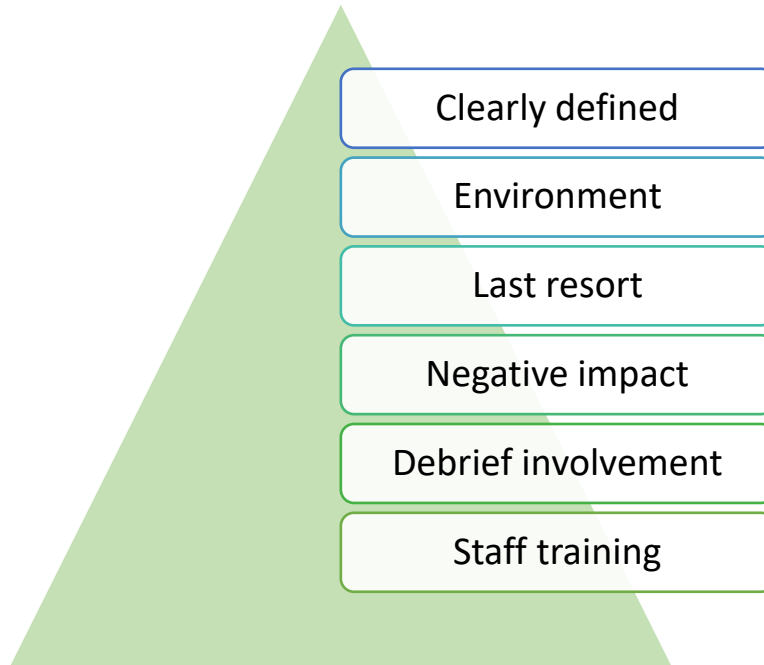 Clearly defined
Environment
Last resort
Negative impact
Debrief involvement
Staff training